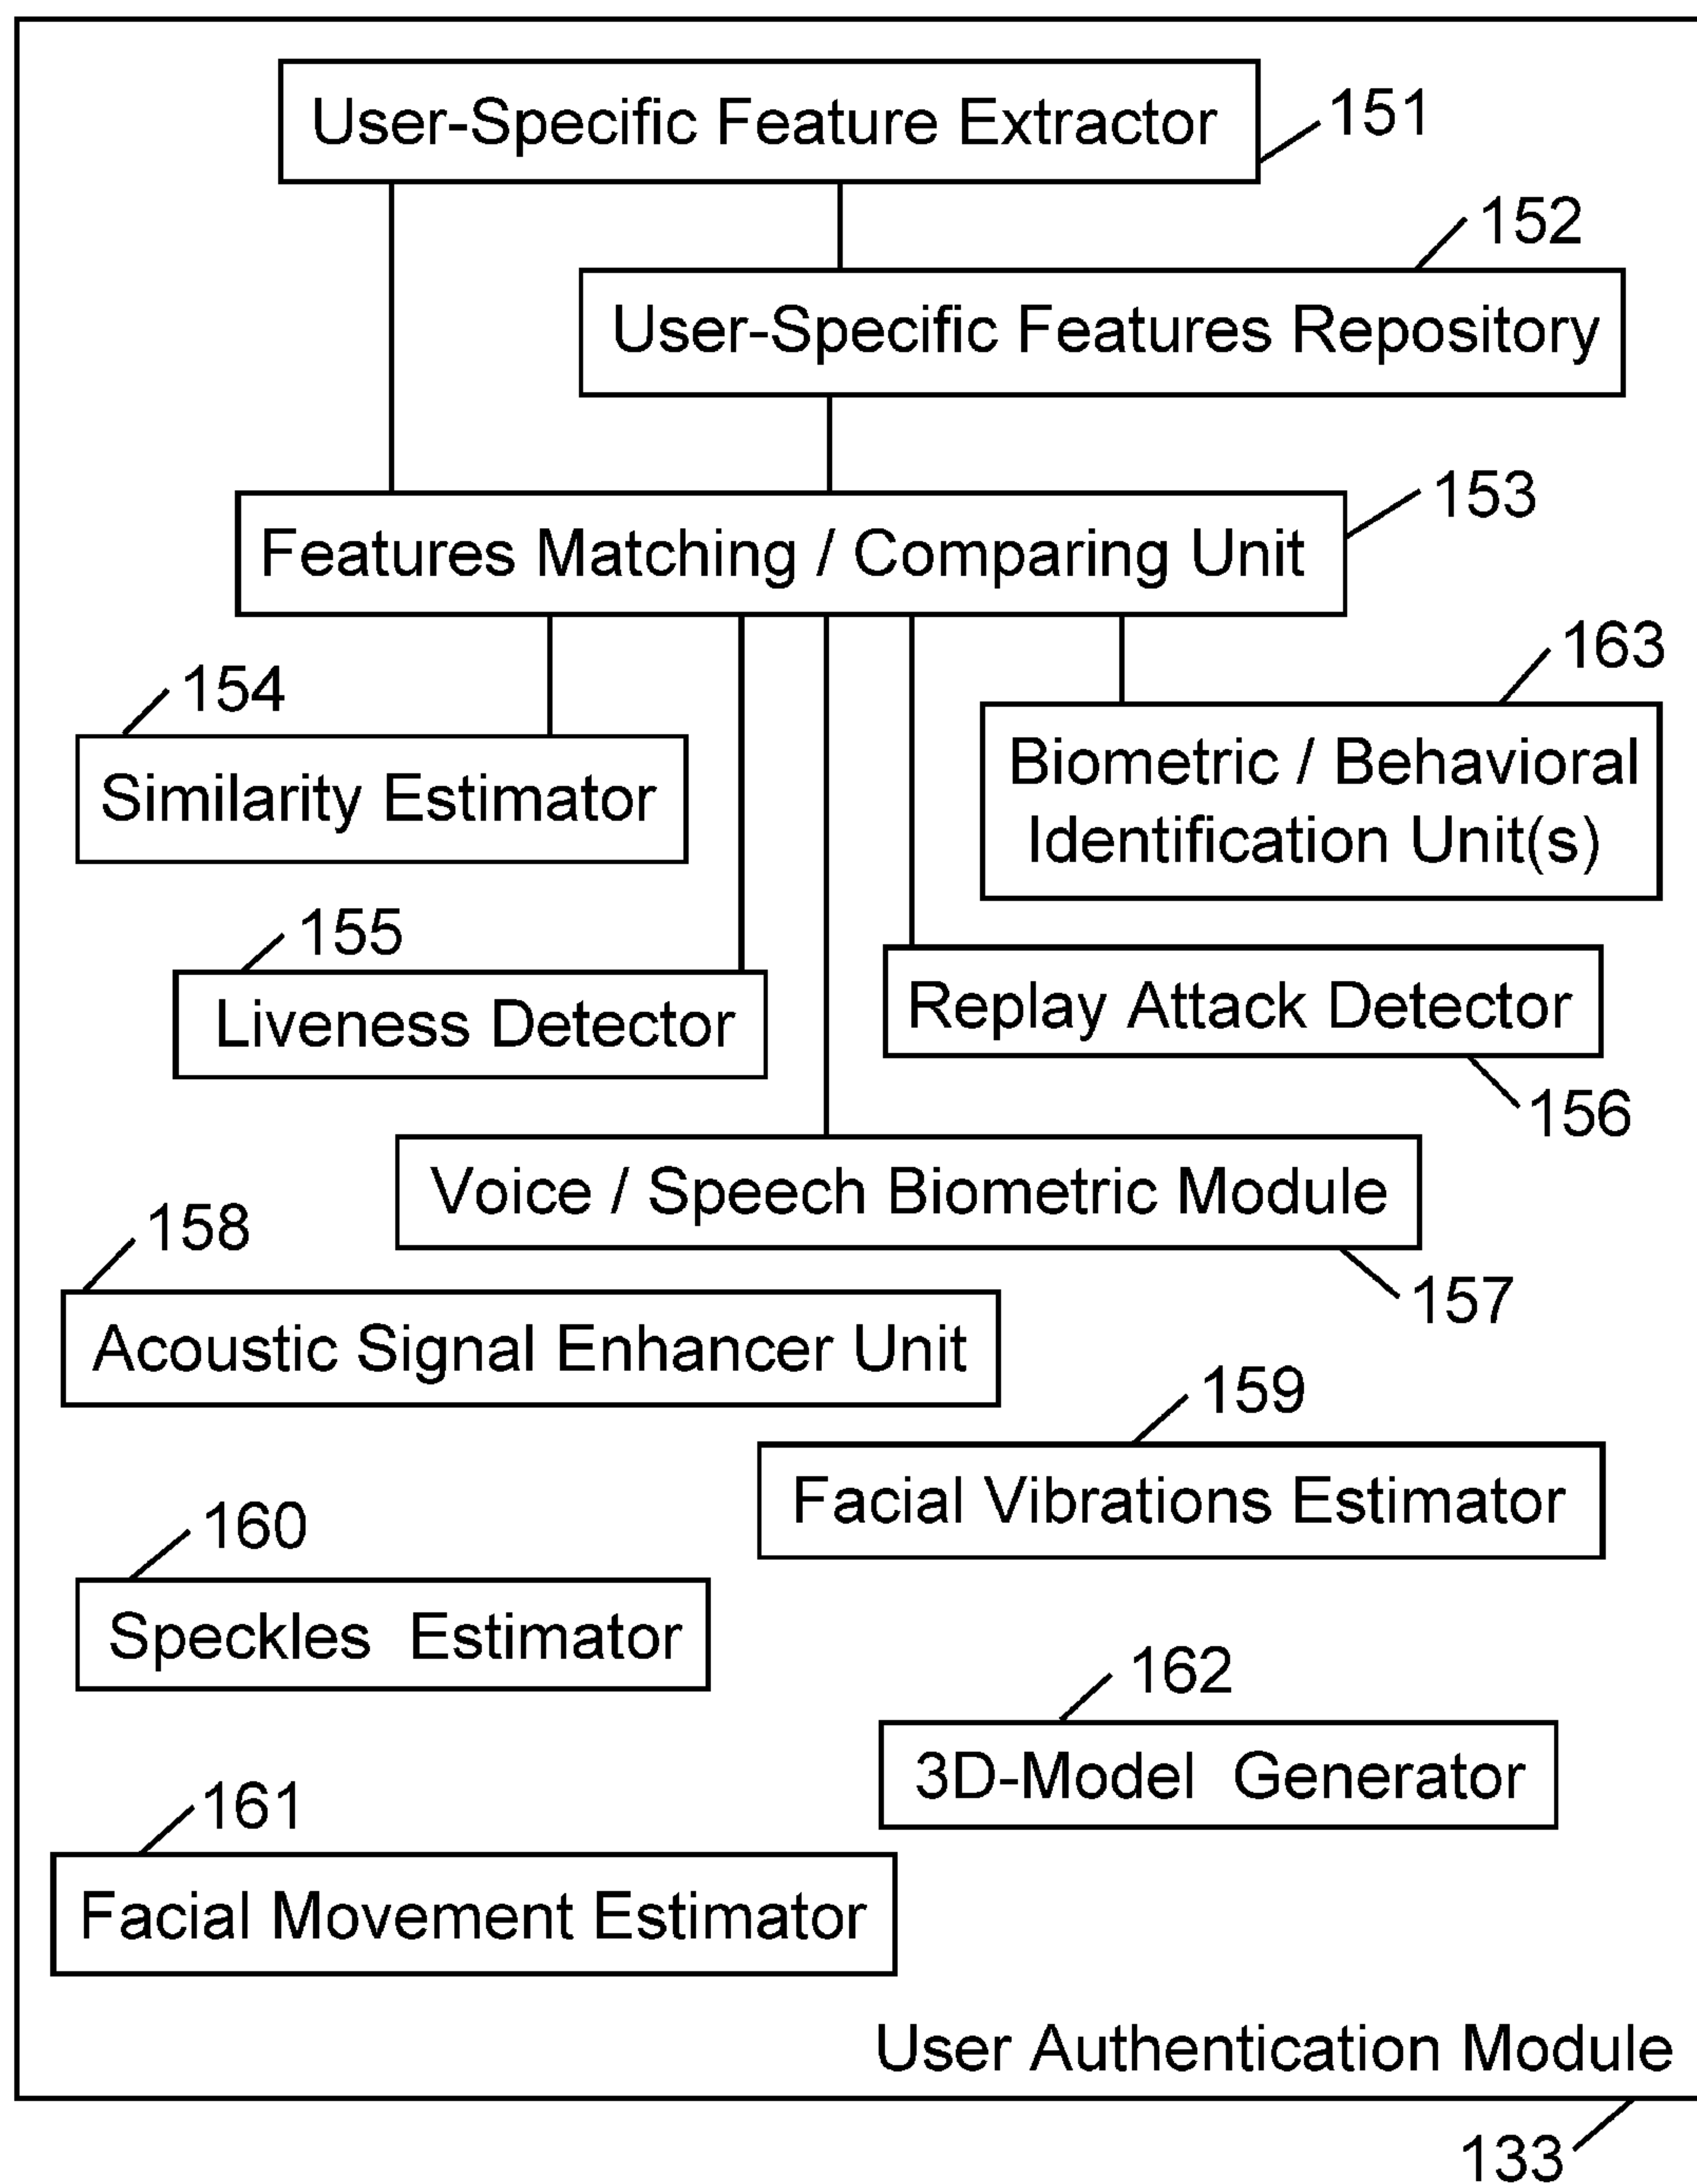 User-Specific Feature Extractor
151
152
User-Specific Features Repository
153
Features Matching / Comparing Unit
163
154
Biometric / Behavioral
Identification Unit(s)
Similarity Estimator
155
Liveness Detector
Replay Attack Detector
156
Voice / Speech Biometric Module
158
157
Acoustic Signal Enhancer Unit
159
Facial Vibrations Estimator
160
Speckles Estimator
162
3D-Model Generator
161
Facial Movement Estimator
User Authentication Module
133